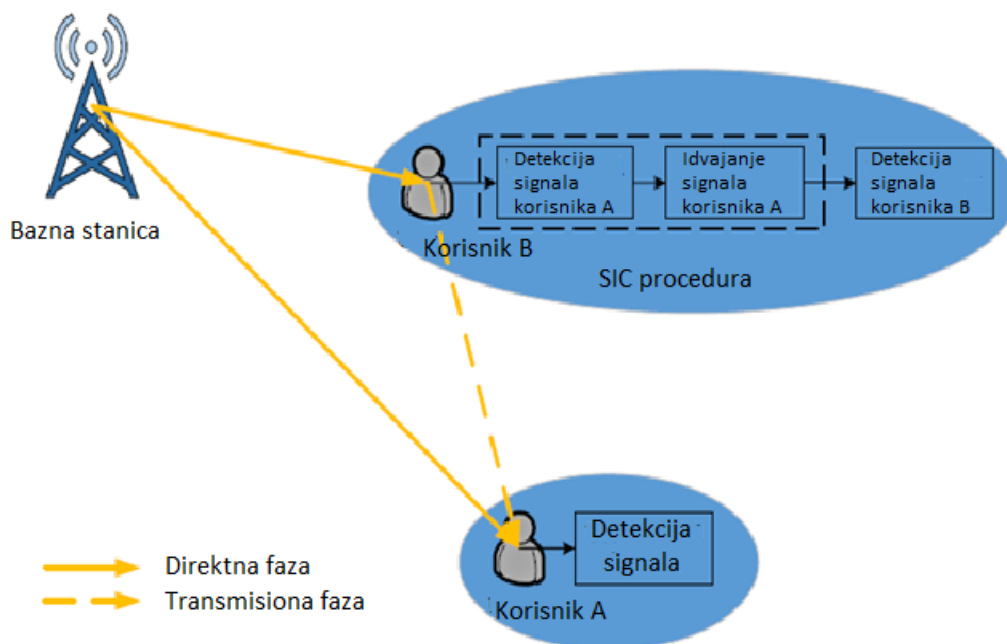 Bazna stanica
Korisnik B
Detekcija
signala
korisnika A
Idvajanje
signala
korisnika A
Detekcija
signala
korisnika B
SIC procedura
Detekcija
signala
Korisnik A
Direktna faza
Transmisiona faza